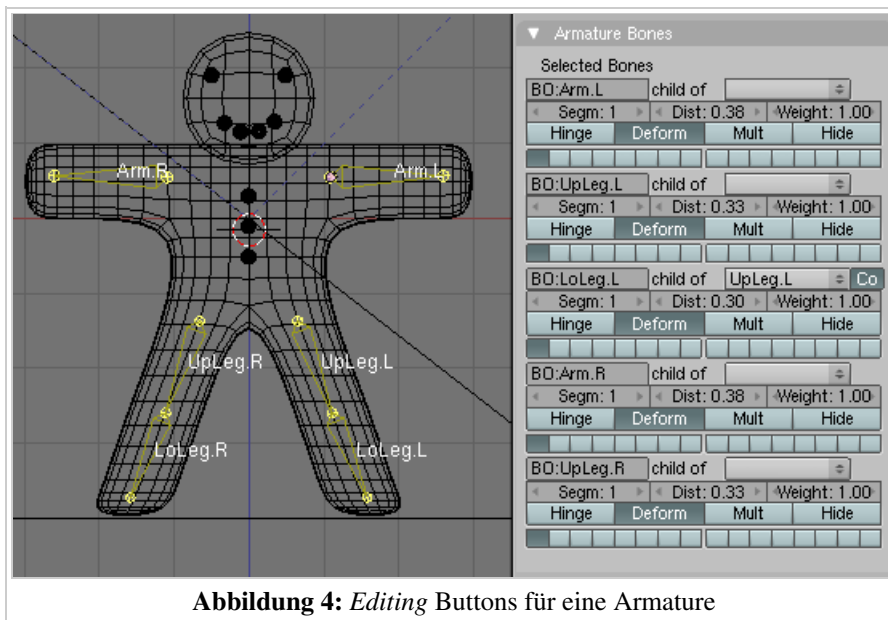 Arm.R
Arm.L
UpLeg.R
UpLeg.L
LoLeg.R
LoLeg.L
Armature Bones
Selected Bones
BO:Arm.L child of
Segm: 1 Dist: 0.38 Weight: 1.00
Hinge Deform Mult Hide
BO:UpLeg.L child of
Segm: 1 Dist: 0.33 Weight: 1.00
Hinge Deform Mult Hide
BO:LoLeg.L child of UpLeg.L Co
Segm: 1 Dist: 0.30 Weight: 1.00
Hinge Deform Mult Hide
BO:Arm.R child of
Segm: 1 Dist: 0.38 Weight: 1.00
Hinge Deform Mult Hide
BO:UpLeg.R child of
Segm: 1 Dist: 0.33 Weight: 1.00
Hinge Deform Mult Hide
Abbildung 4: Editing Buttons für eine Armature